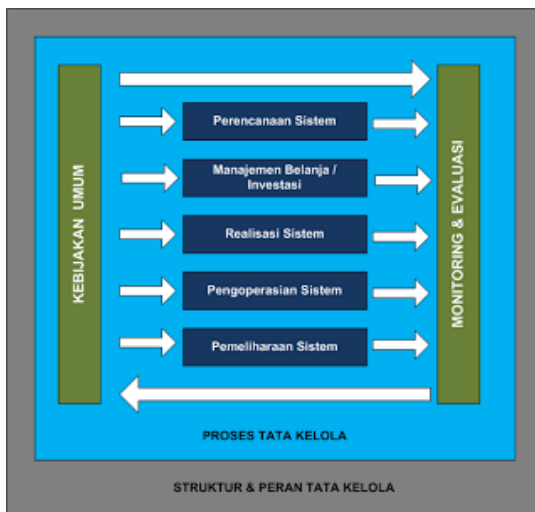 KEBIJAKAN UMUM
Perencanaan Sistem
Manajemen Belanja /
Investasi
Realisasi Sistem
Pengoperasian Sistem
Pemeliharaan Sistem
MONITORING & EVALUASI
PROSES TATA KELOLA
STRUKTUR & PERAN TATA KELOLA